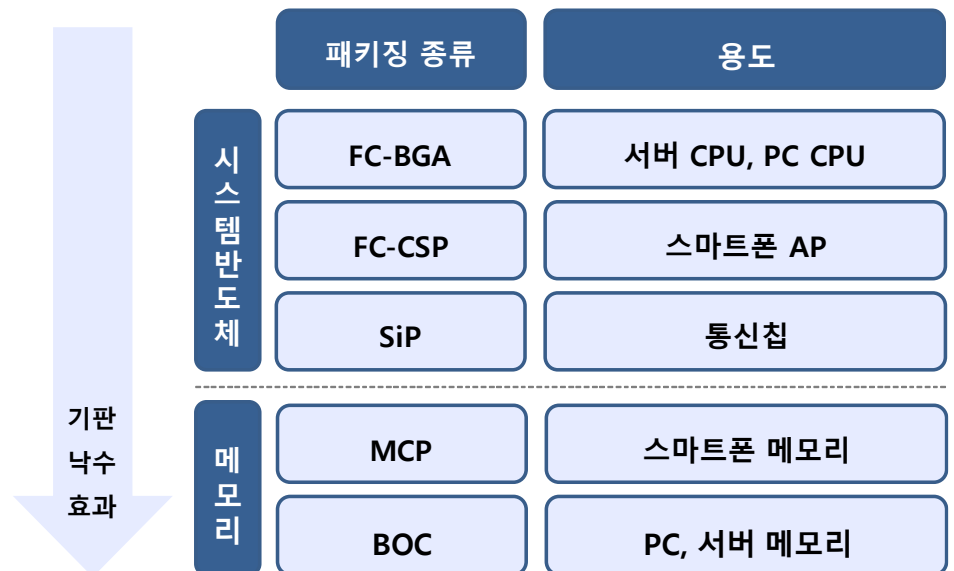 패키징 종류
용도
시스템반도체
FC-BGA
서버 CPU, PC CPU
FC-CSP
스마트폰 AP
SiP
통신칩
기판
낙수
효과
메모리
MCP
스마트폰 메모리
BOC
PC, 서버 메모리